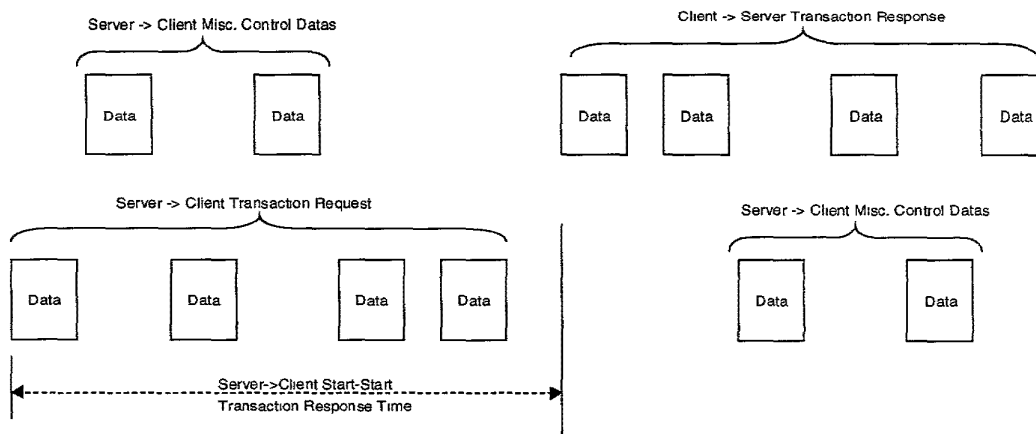 Server -> Client Misc. Control Datas
Client -> Server Transaction Response
Data
Data
Data
Data
Data
Data
Server -> Client Transaction Request
Server -> Client Misc. Control Datas
Data
Data
Data
Data
Data
Data
Server->Client Start-Start
Transaction Response Time